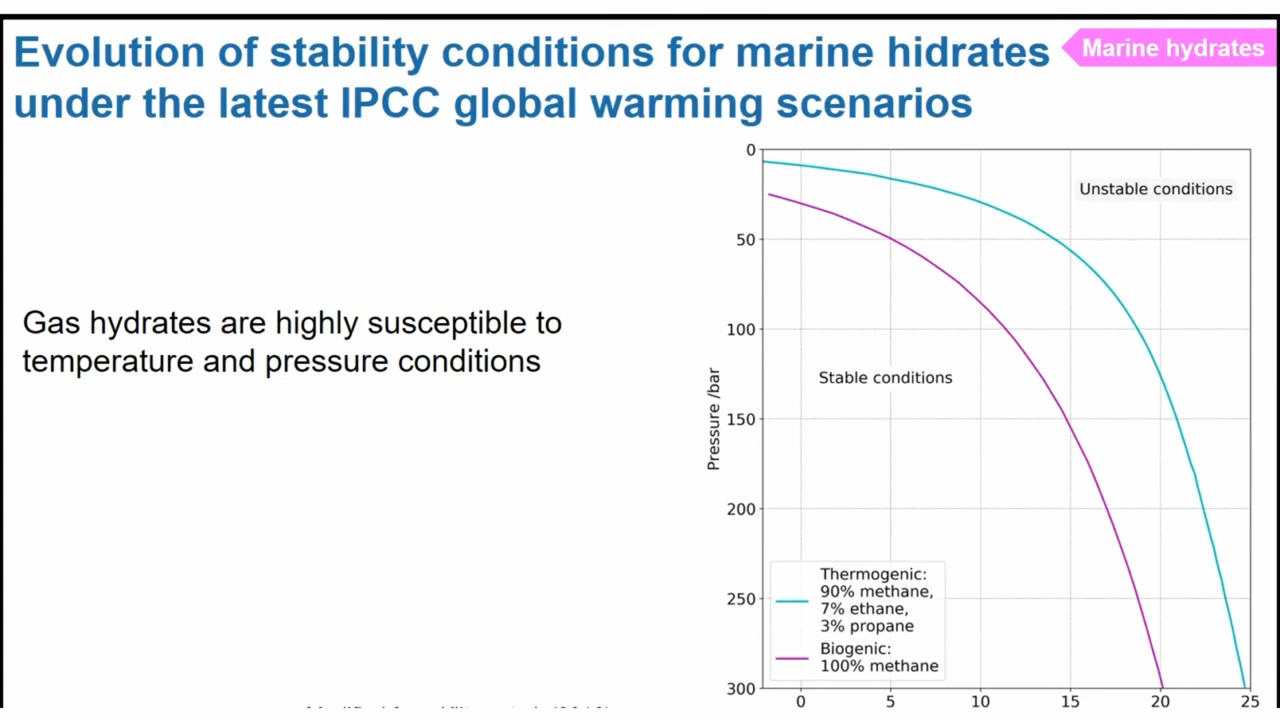 Evolution of stability conditions for marine hidrates
under the latest IPCC global warming scenarios
Marine hydrates
Gas hydrates are highly susceptible to
temperature and pressure conditions
0
50
100
150
200
250
300
Pressure /bar
Unstable conditions
Stable conditions
Thermogenic:
90% methane,
7% ethane,
3% propane
Biogenic:
100% methane
0
5
10
15
20
25